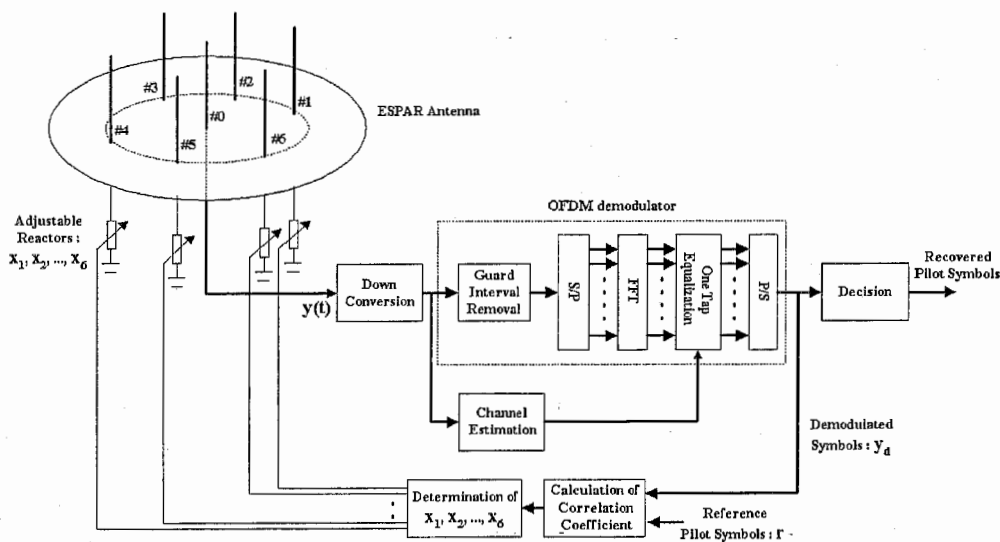 #3
#2
#1
#0
#4
#5
#6
ESPAR Antenna
Adjustable
Reactors :
x₁, x₂, ..., x₆
OFDM demodulator
y(t)
Down
Conversion
Guard
Interval
Removal
S/P
FFT
One Tap
Equalization
P/S
Decision
Recovered
Pilot Symbols
Channel
Estimation
Demodulated
Symbols : y_d
Determination of
x₁, x₂, ..., x₆
Calculation of
Correlation
Coefficient
Reference
Pilot Symbols : r